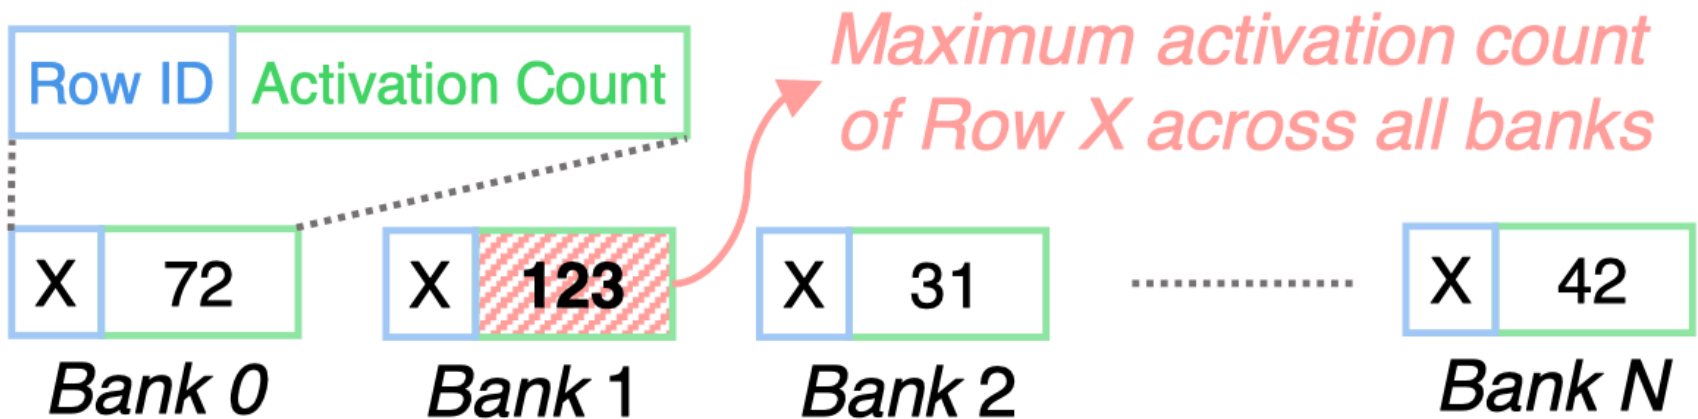 Row ID Activation Count
Maximum activation count
of Row X across all banks
X 72
X 123
X 31
X 42
Bank 0
Bank 1
Bank 2
Bank N